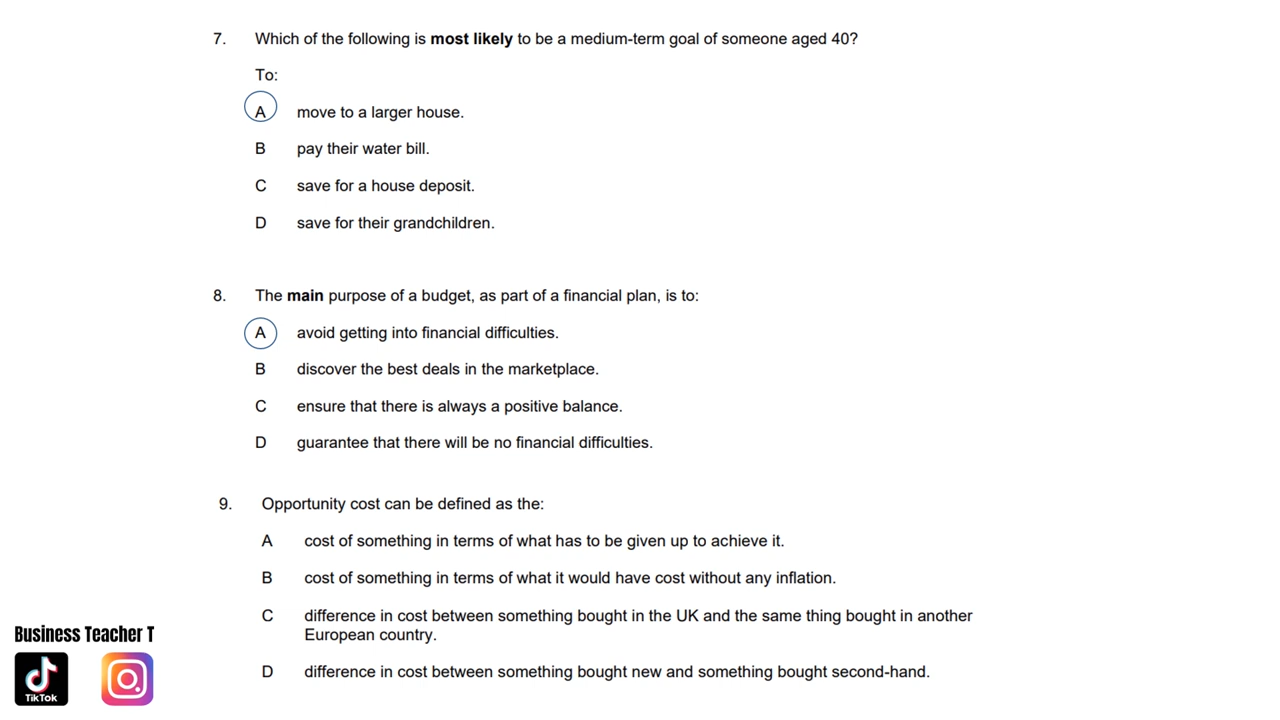 7. Which of the following is most likely to be a medium-term goal of someone aged 40?
To:
A move to a larger house.
B pay their water bill.
C save for a house deposit.
D save for their grandchildren.
8. The main purpose of a budget, as part of a financial plan, is to:
A avoid getting into financial difficulties.
B discover the best deals in the marketplace.
C ensure that there is always a positive balance.
D guarantee that there will be no financial difficulties.
9. Opportunity cost can be defined as the:
A cost of something in terms of what has to be given up to achieve it.
B cost of something in terms of what it would have cost without any inflation.
C difference in cost between something bought in the UK and the same thing bought in another
European country.
D difference in cost between something bought new and something bought second-hand.
Business Teacher T
TikTok